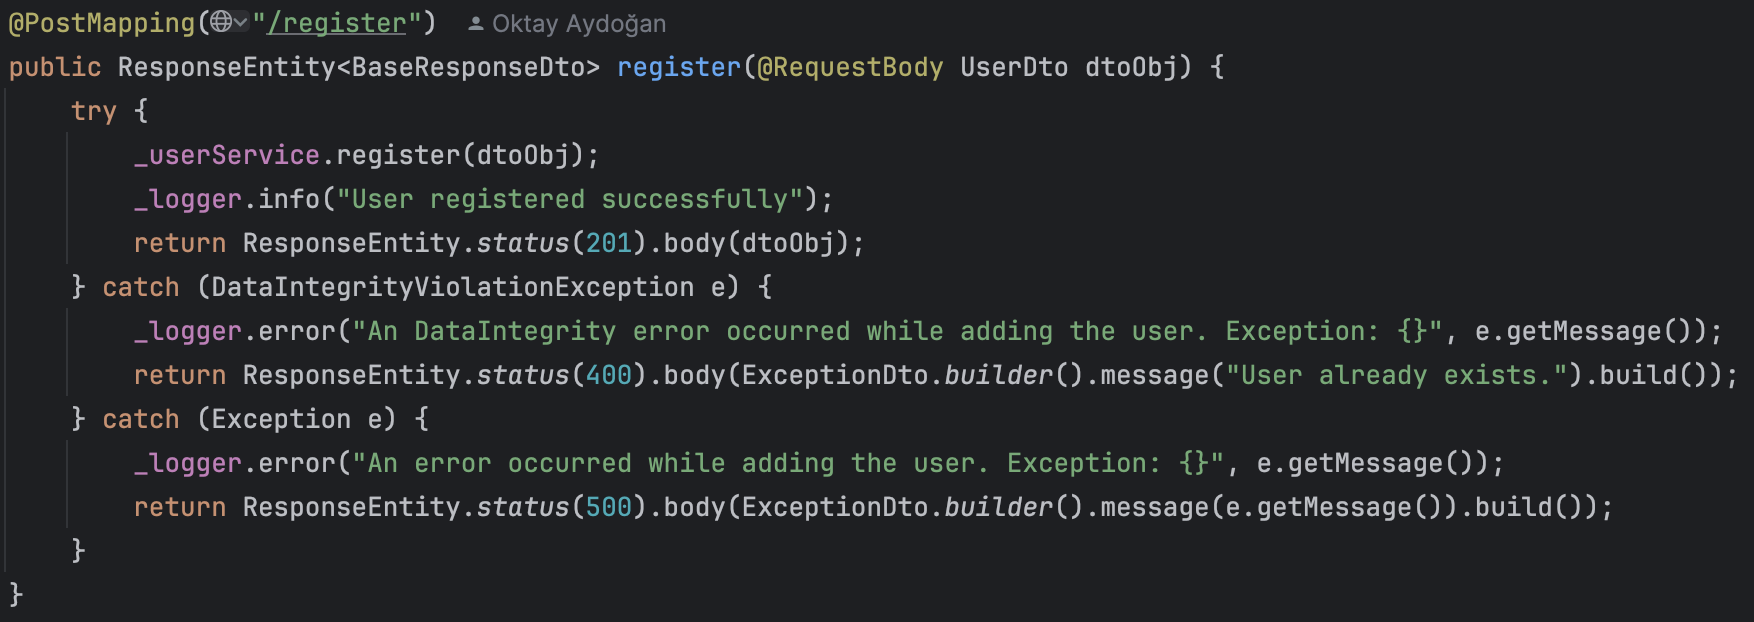 @PostMapping("/register") Oktay Aydoğan
public ResponseEntity<BaseResponseDto> register(@RequestBody UserDto dtoObj) {
    try {
        _userService.register(dtoObj);
        _logger.info("User registered successfully");
        return ResponseEntity.status(201).body(dtoObj);
    } catch (DataIntegrityViolationException e) {
        _logger.error("An DataIntegrity error occurred while adding the user. Exception: {}", e.getMessage());
        return ResponseEntity.status(400).body(ExceptionDto.builder().message("User already exists.").build());
    } catch (Exception e) {
        _logger.error("An error occurred while adding the user. Exception: {}", e.getMessage());
        return ResponseEntity.status(500).body(ExceptionDto.builder().message(e.getMessage()).build());
    }
}